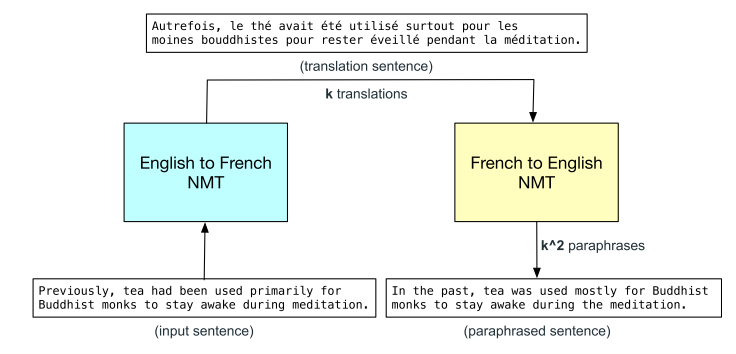 Autrefois, le thé avait été utilisé surtout pour les
moines bouddhistes pour rester éveillé pendant la méditation.
(translation sentence)
k translations
English to French
NMT
French to English
NMT
k^2 paraphrases
Previously, tea had been used primarily for
Buddhist monks to stay awake during meditation.
(input sentence)
In the past, tea was used mostly for Buddhist
monks to stay awake during the meditation.
(paraphrased sentence)